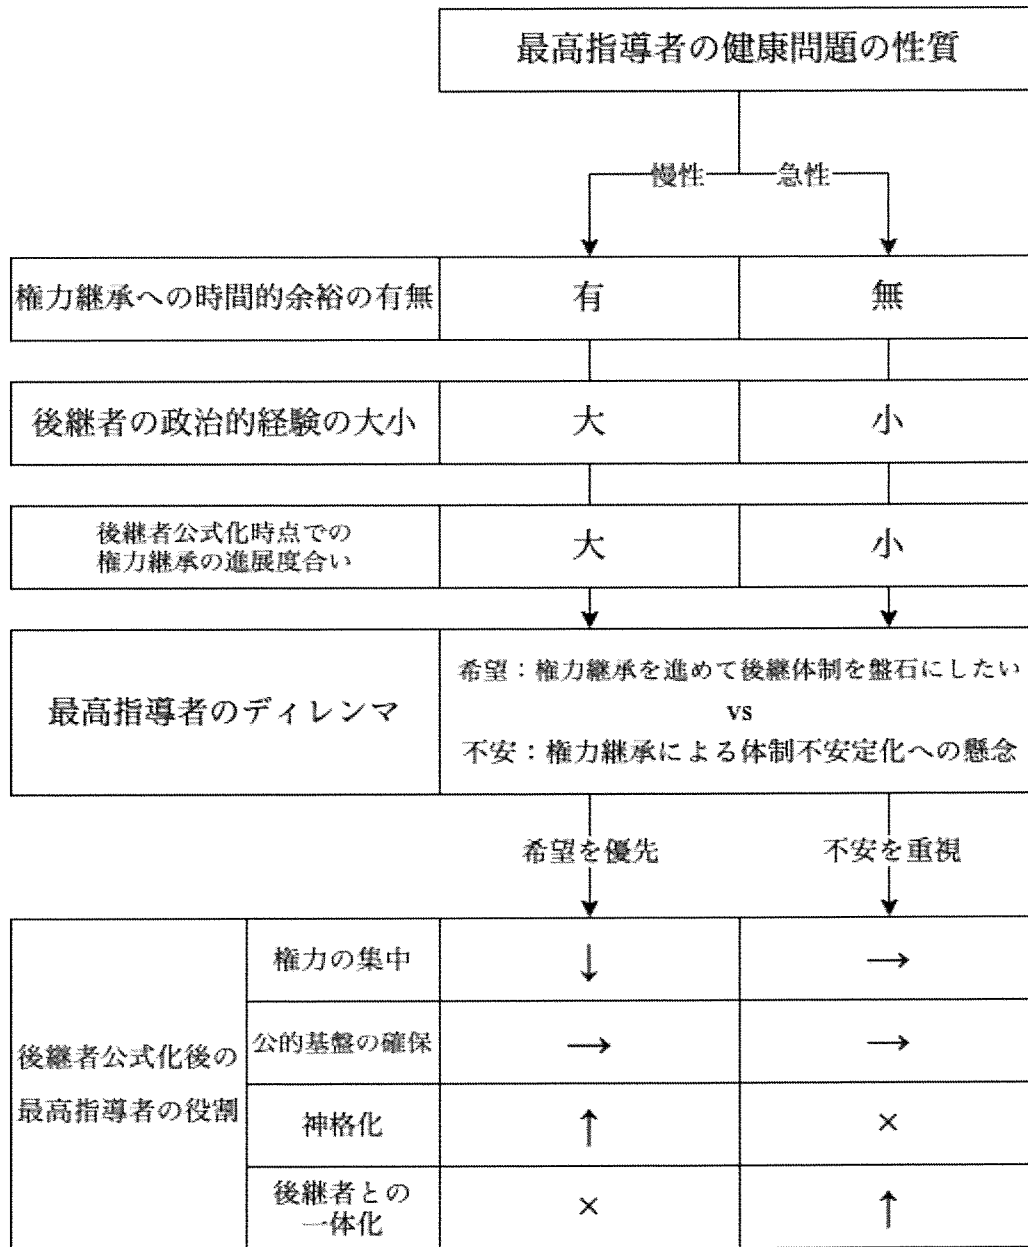 最高指導者の健康問題の性質
慢性 急性
権力継承への時間的余裕の有無 有 無
後継者の政治的経験の大小 大 小
後継者公式化時点での
権力継承の進展度合い 大 小
最高指導者のディレンマ
希望：権力継承を進めて後継体制を盤石にしたい
vs
不安：権力継承による体制不安定化への懸念
希望を優先 不安を重視
後継者公式化後の
最高指導者の役割
権力の集中 ↓ →
公的基盤の確保 → →
神格化 ↑ ×
後継者との
一体化 × ↑